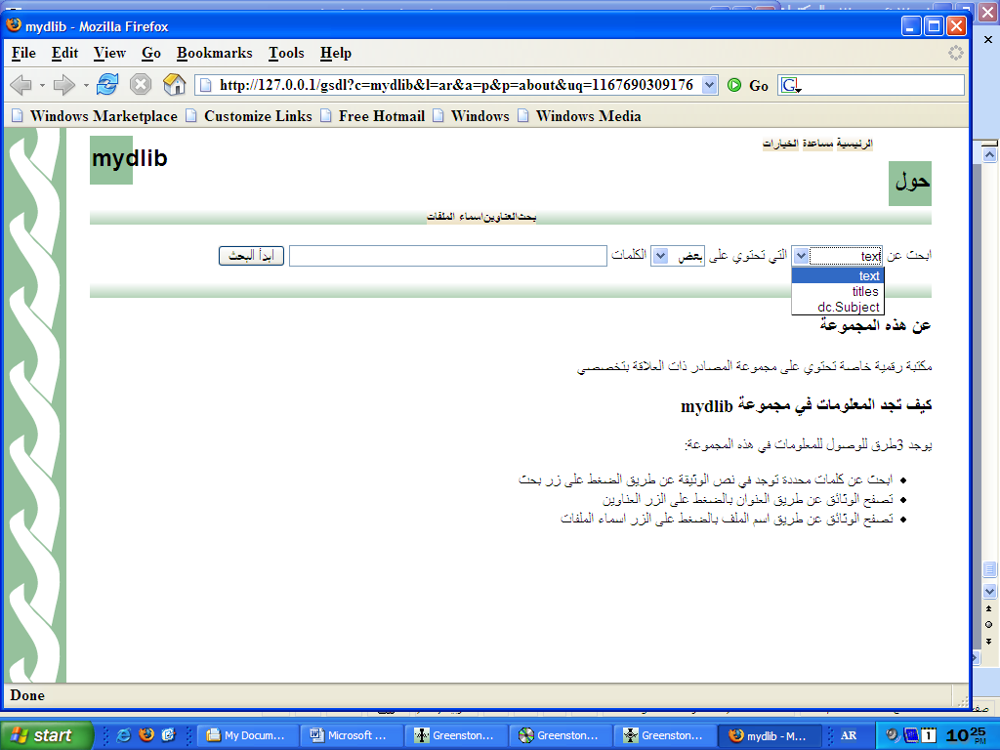 mydlib - Mozilla Firefox
File Edit View Go Bookmarks Tools Help
http://127.0.0.1/gsdl?c=mydlib&l=ar&a=p&p=about&uq=1167690309176
Go
G
Windows Marketplace Customize Links Free Hotmail Windows Windows Media
mydlib
الرئيسية مساعدة الخيارات
حول
بحث العناوين اسماء الملفات
ابحث عن text التي تحتوي على بعض الكلمات ابدأ البحث
text
titles
dc.Subject
عن هذه المجموعة
مكتبة رقمية خاصة تحتوي على مجموعة المصادر ذات العلاقة بتخصصي
كيف تجد المعلومات في مجموعة mydlib
يوجد 3طرق للوصول للمعلومات في هذه المجموعة:
• ابحث عن كلمات محددة توجد في نص الوثيقة عن طريق الضغط على زر بحث
• تصفح الوثائق عن طريق العنوان بالضغط على الزر العناوين
• تصفح الوثائق عن طريق اسم الملف بالضغط على الزر اسماء الملفات
Done
start My Docum... Microsoft ... Greenston... Greenston... Greenston... mydlib - M... AR 1 10 25 PM